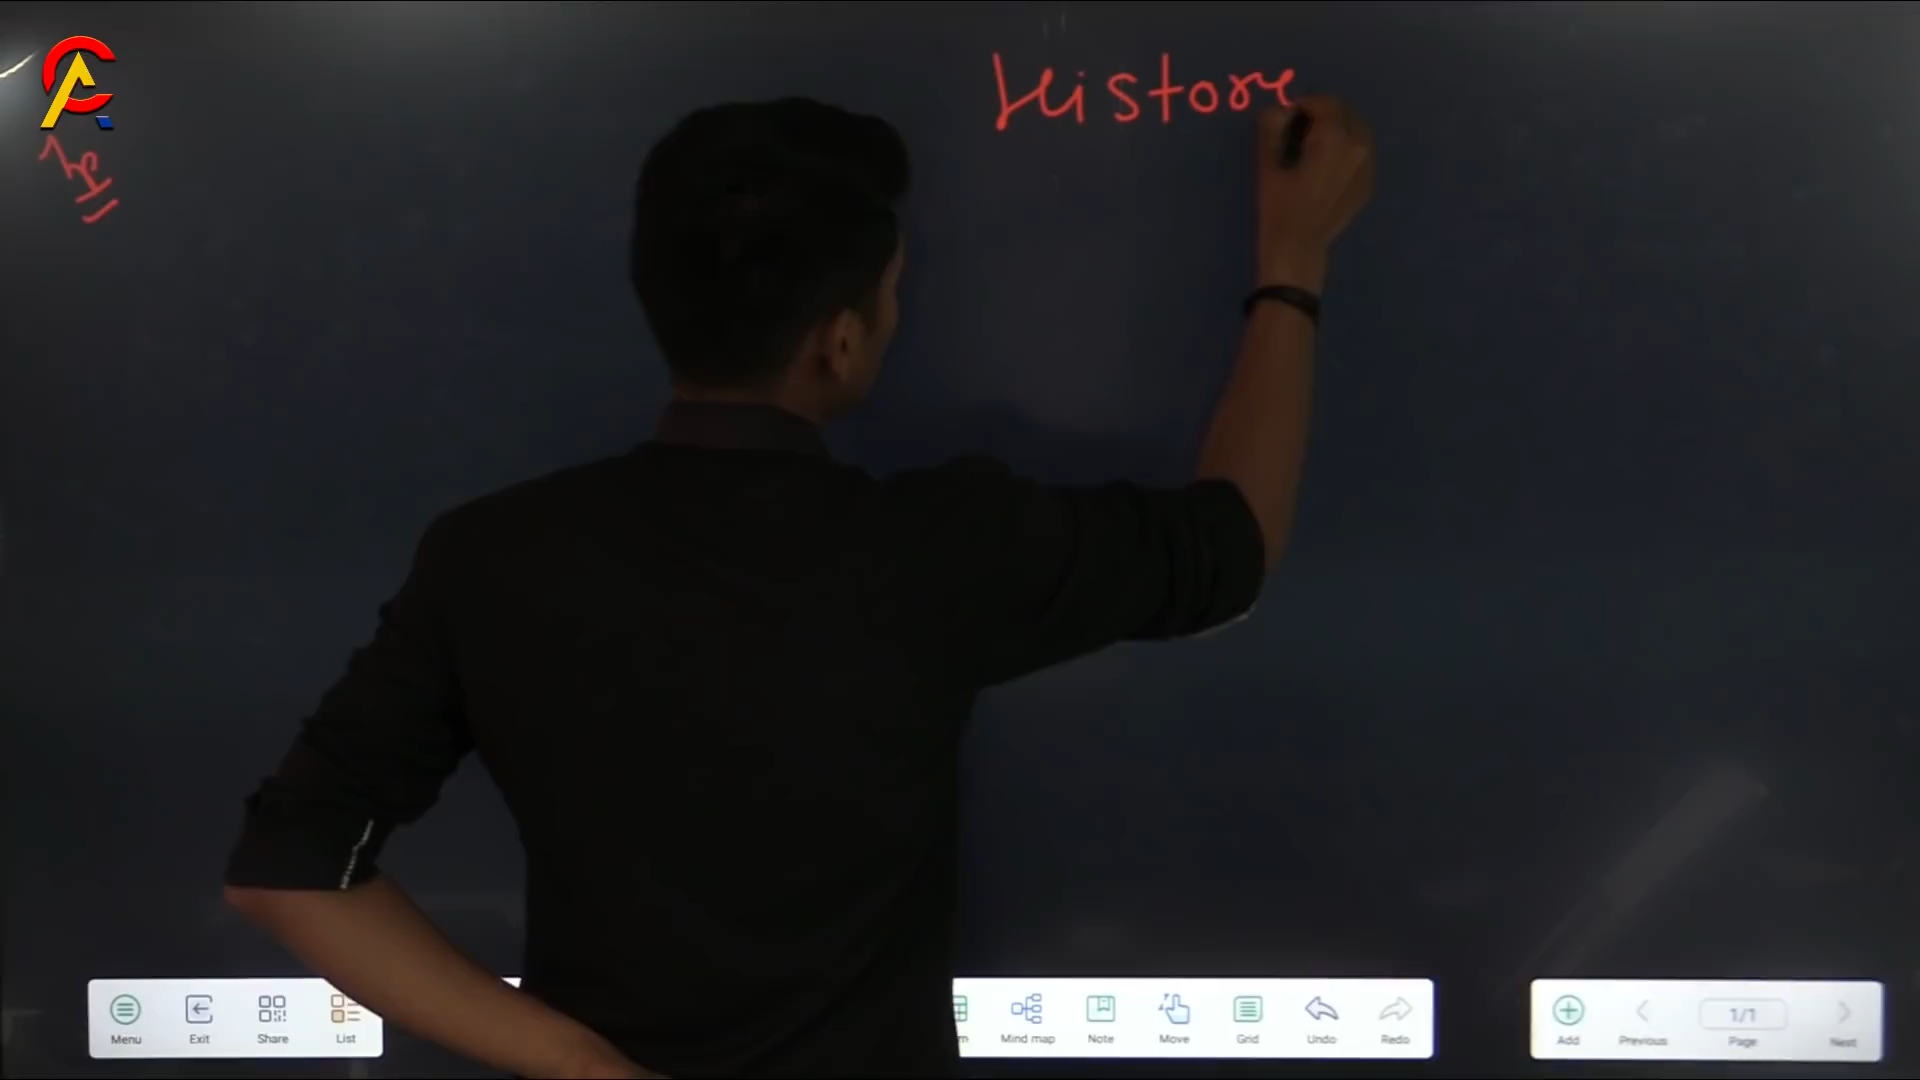 Histore
Menu
Exit
Share
List
Mind map
Note
Move
Grid
Undo
Redo
Add
Previous
1/1
Page
Next